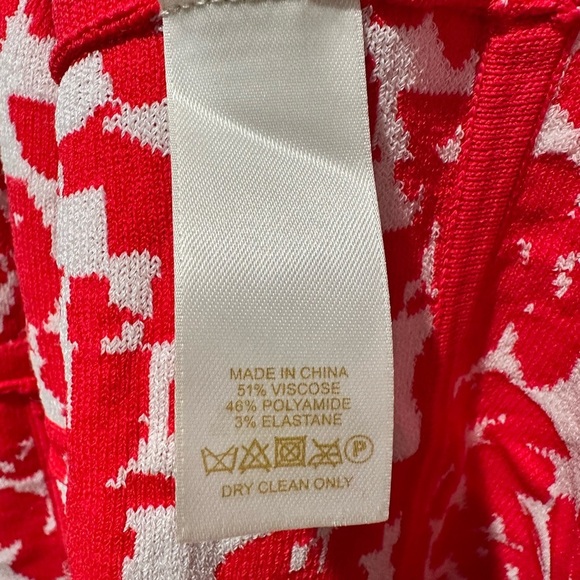 MADE IN CHINA
51% VISCOSE
46% POLYAMIDE
3% ELASTANE
P
DRY CLEAN ONLY